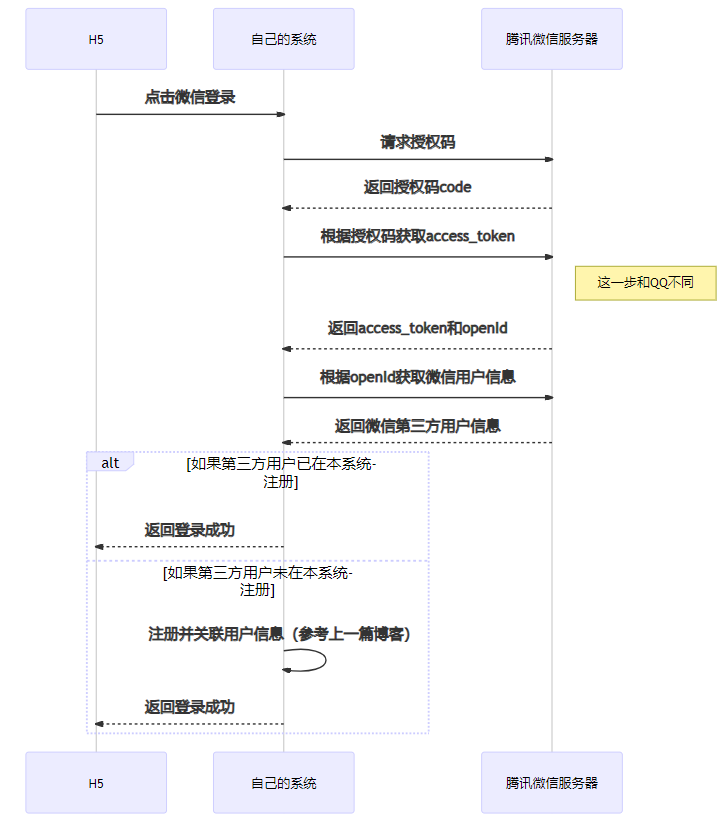 H5
自己的系统
腾讯微信服务器
点击微信登录
请求授权码
返回授权码code
根据授权码获取access_token
这一步和QQ不同
返回access_token和openId
根据openId获取微信用户信息
返回微信第三方用户信息
alt
[如果第三方用户已在本系统-
注册]
返回登录成功
[如果第三方用户未在本系统-
注册]
注册并关联用户信息（参考上一篇博客）
返回登录成功
H5
自己的系统
腾讯微信服务器